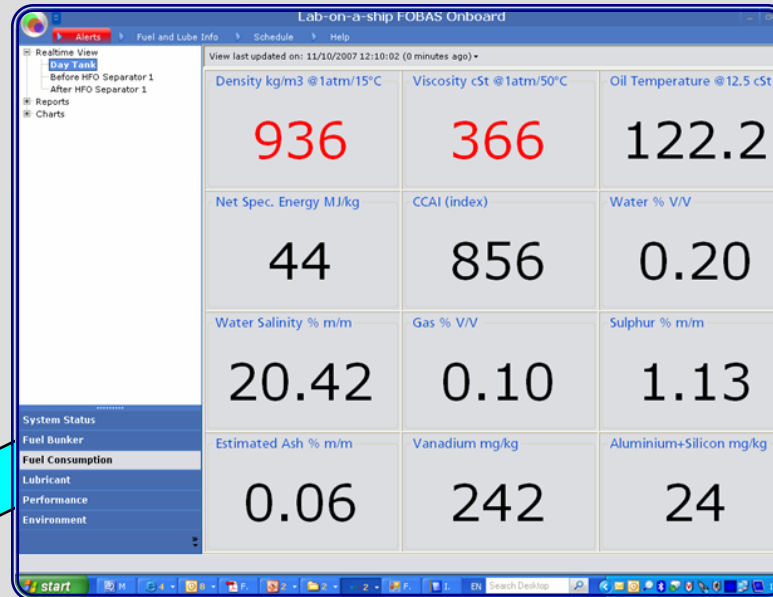 Lab-on-a-ship FOBAS Onboard
Alerts Fuel and Lube Info Schedule Help
Realtime View
Day Tank
Before HFO Separator 1
After HFO Separator 1
Reports
Charts
View last updated on: 11/10/2007 12:10:02 (0 minutes ago)
Density kg/m3 @1atm/15°C Viscosity cSt @1atm/50°C Oil Temperature @12.5 cSt
936 366 122.2
Net Spec. Energy MJ/kg CCAI (index) Water % V/V
44 856 0.20
Water Salinity % m/m Gas % V/V Sulphur % m/m
20.42 0.10 1.13
Estimated Ash % m/m Vanadium mg/kg Aluminium+Silicon mg/kg
0.06 242 24
System Status
Fuel Bunker
Fuel Consumption
Lubricant
Performance
Environment
start M 4 8 F. 2 2 2 F. I. EN Search Desktop